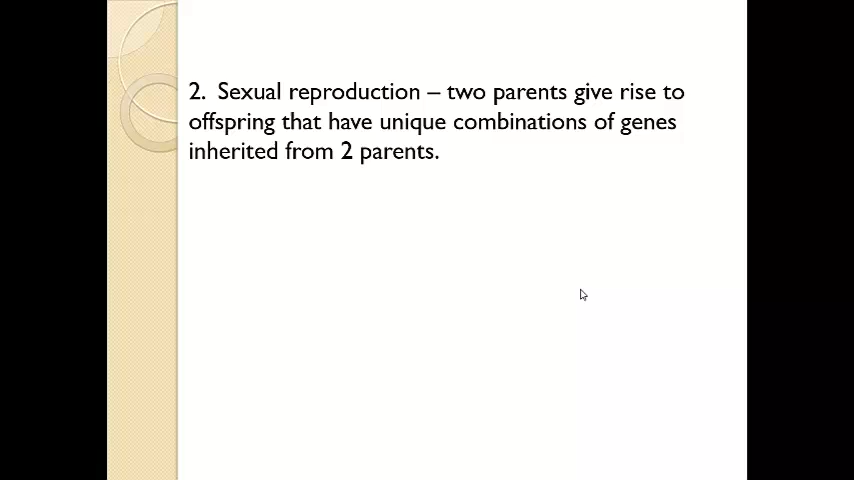 2. Sexual reproduction – two parents give rise to
offspring that have unique combinations of genes
inherited from 2 parents.